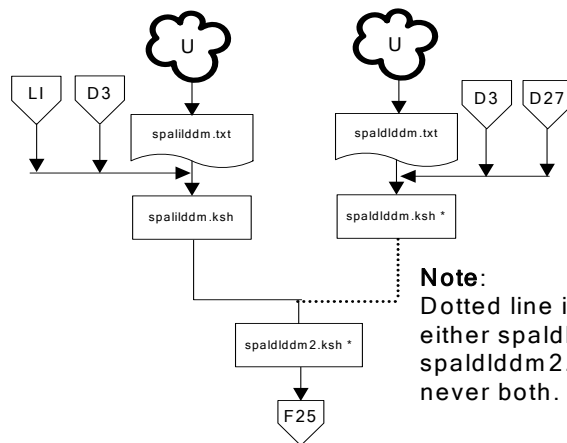 U
U
LI
D3
D3
D27
spalilddm.txt
spaldlddm.txt
spalilddm.ksh
spaldlddm.ksh *
Note:
Dotted line i
either spald
spaldlddm2.
never both.
spaldlddm2.ksh *
F25